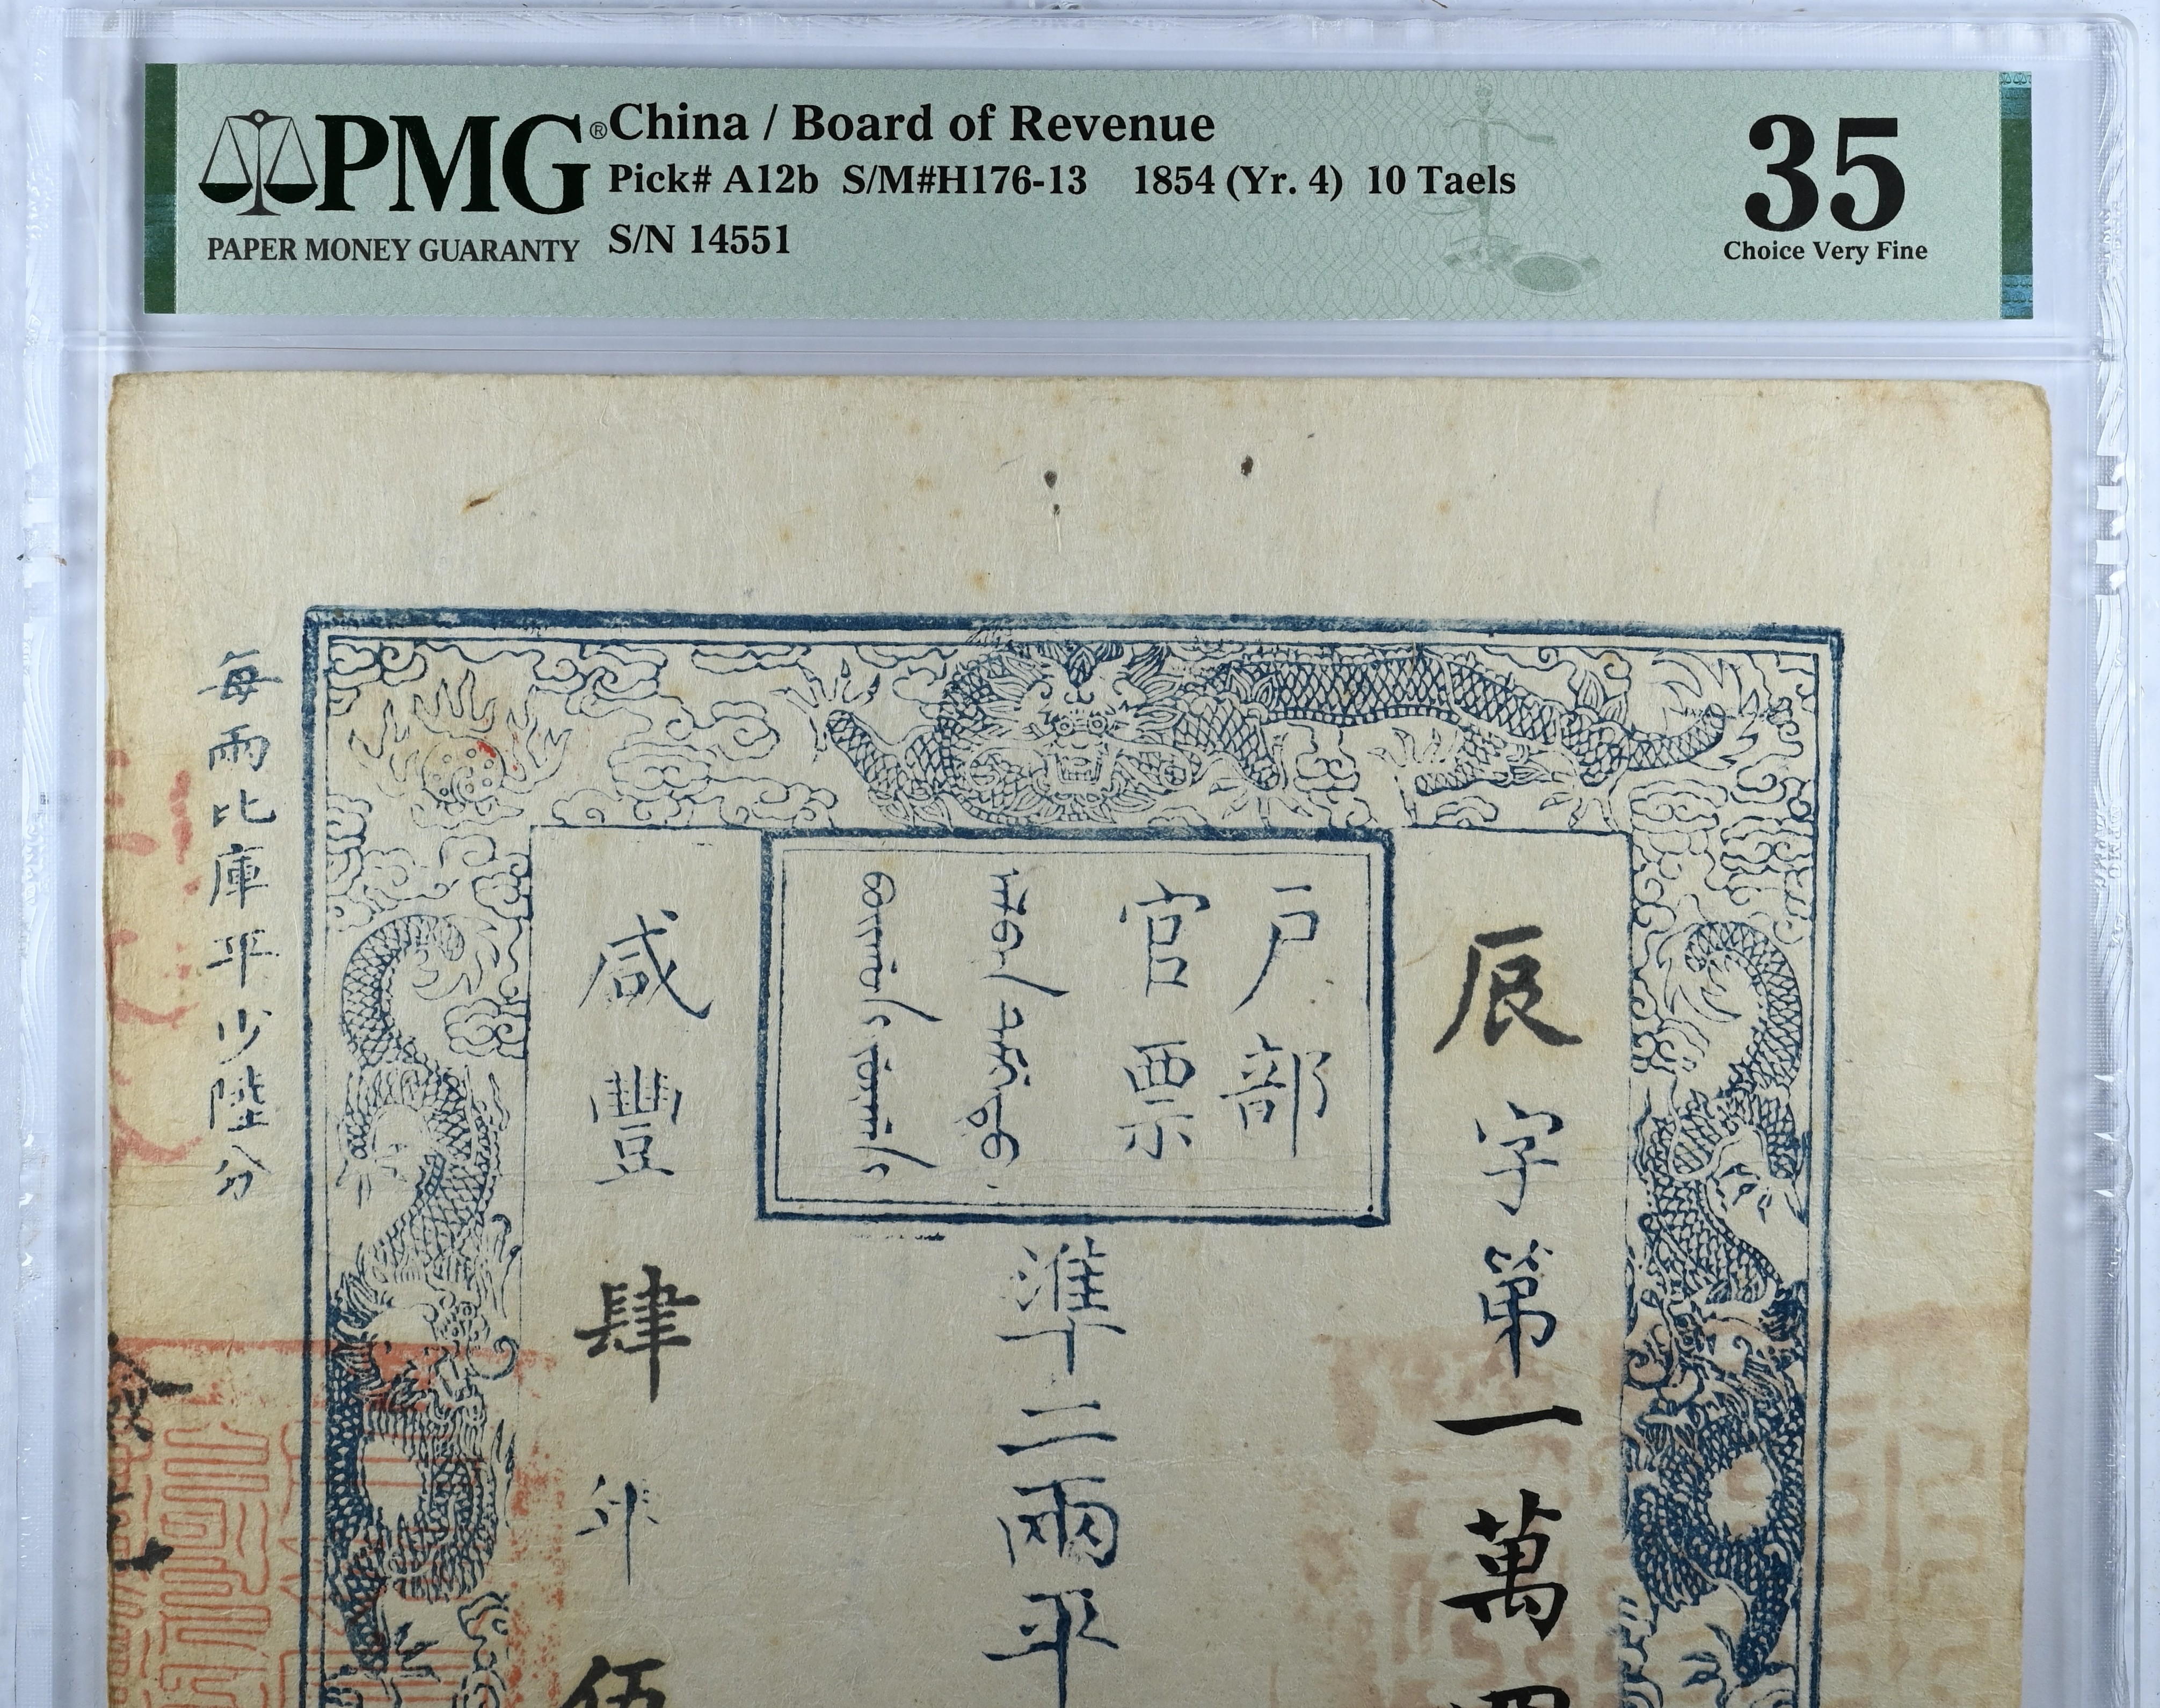 PMG®
PAPER MONEY GUARANTY
China / Board of Revenue
Pick# A12b S/M#H176-13 1854 (Yr. 4) 10 Taels
S/N 14551
35
Choice Very Fine
辰字第一萬
戶部
官票
準二兩平
咸豐肆年伍
每兩比庫平少陸分